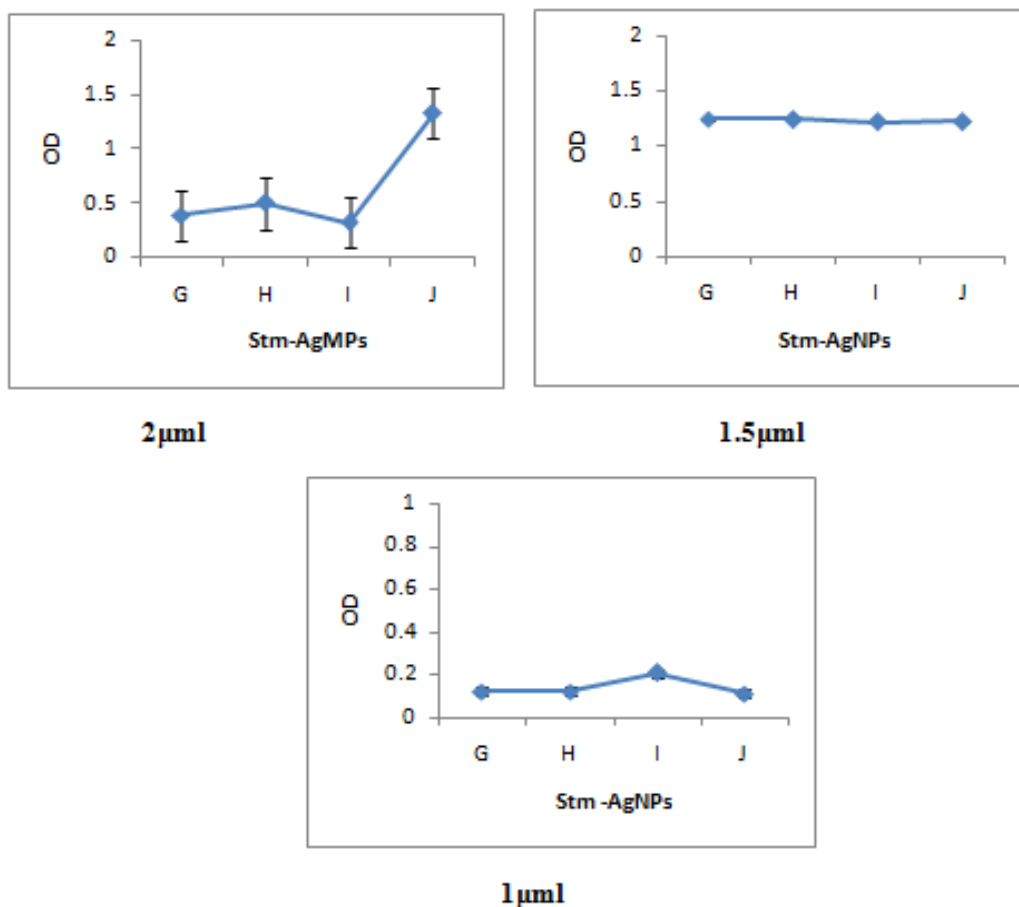 2
1.5
1
0.5
0
OD
G H I J
Stm-AgMPs
2µml
2
1.5
1
0.5
0
OD
G H I J
Stm-AgNPs
1.5µml
1
0.8
0.6
0.4
0.2
0
OD
G H I J
Stm -AgNPs
1µml